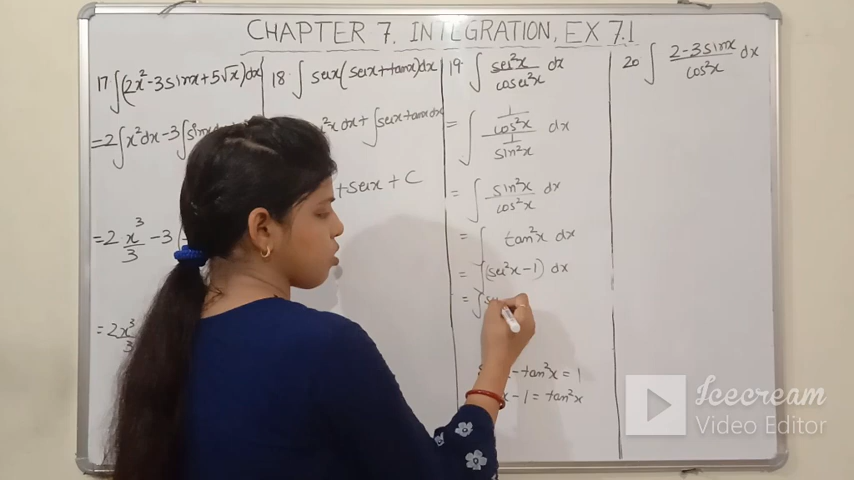 CHAPTER 7. INTEGRATION, EX 7.1
17 ∫(2x²-3sinx+5√x)dx
= 2∫x²dx-3∫sinx
= 2 x³/3 -3(
= 2x³/3
18 ∫ secx(secx+tanx)dx
²x dx + ∫secx tanx dx
+ secx + C
19 ∫ sec²x/cosec²x dx
= ∫ (1/cos²x)/(1/sin²x) dx
= ∫ sin²x/cos²x dx
= ∫ tan²x dx
= ∫(sec²x-1) dx
= ∫
-tan²x = 1
x-1 = tan²x
20 ∫ (2-3sinx)/cos²x dx
Icecream
Video Editor